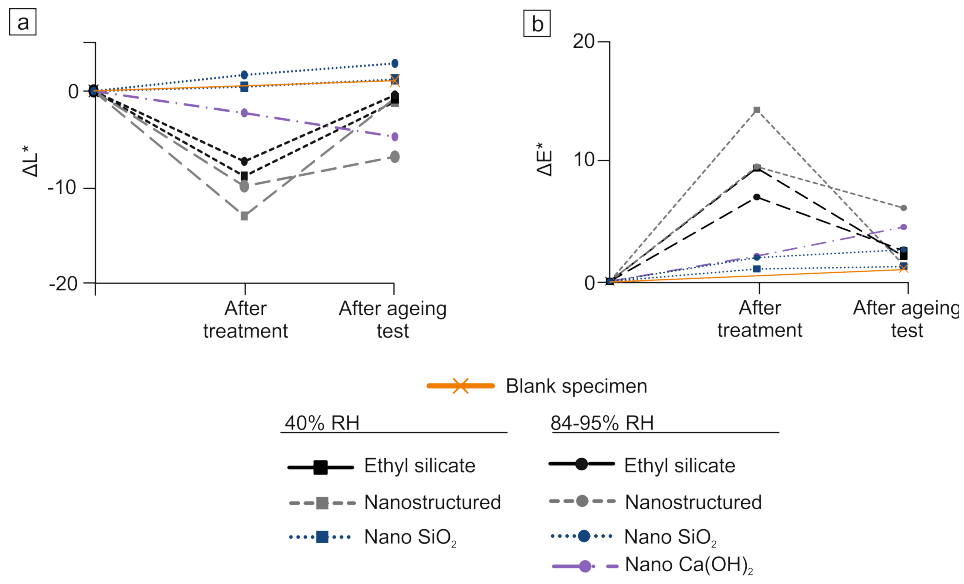 a
b
0
-10
-20
ΔL*
After
treatment
After ageing
test
20
10
0
ΔE*
After
treatment
After ageing
test
Blank specimen
40% RH
84-95% RH
Ethyl silicate
Nanostructured
Nano SiO₂
Ethyl silicate
Nanostructured
Nano SiO₂
Nano Ca(OH)₂